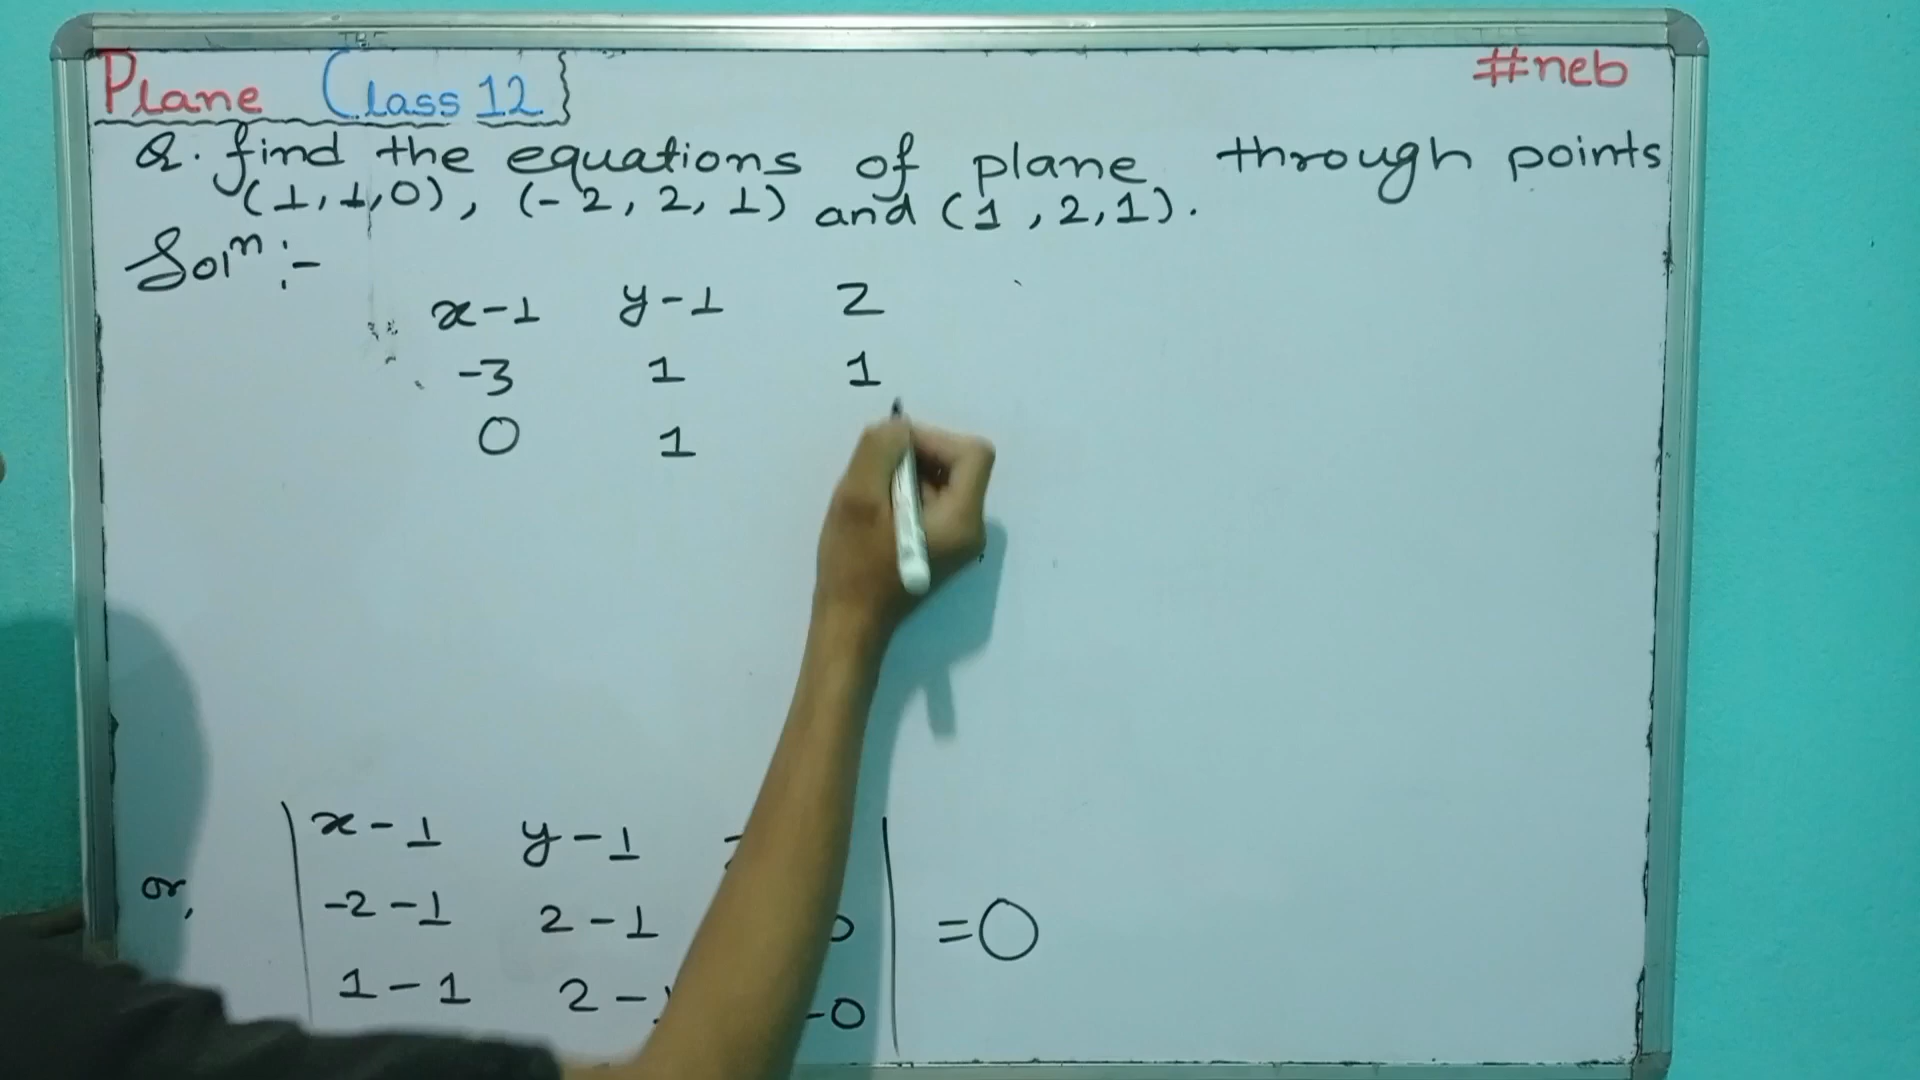 Plane Class 12
#neb
Q. find the equations of plane through points
(1,1,0), (-2, 2, 1) and (1, 2, 1).
Solⁿ:-
x-1 y-1 z
-3 1 1
0 1
x-1 y-1
or, -2-1 2-1 0 =0
1-1 2- -0